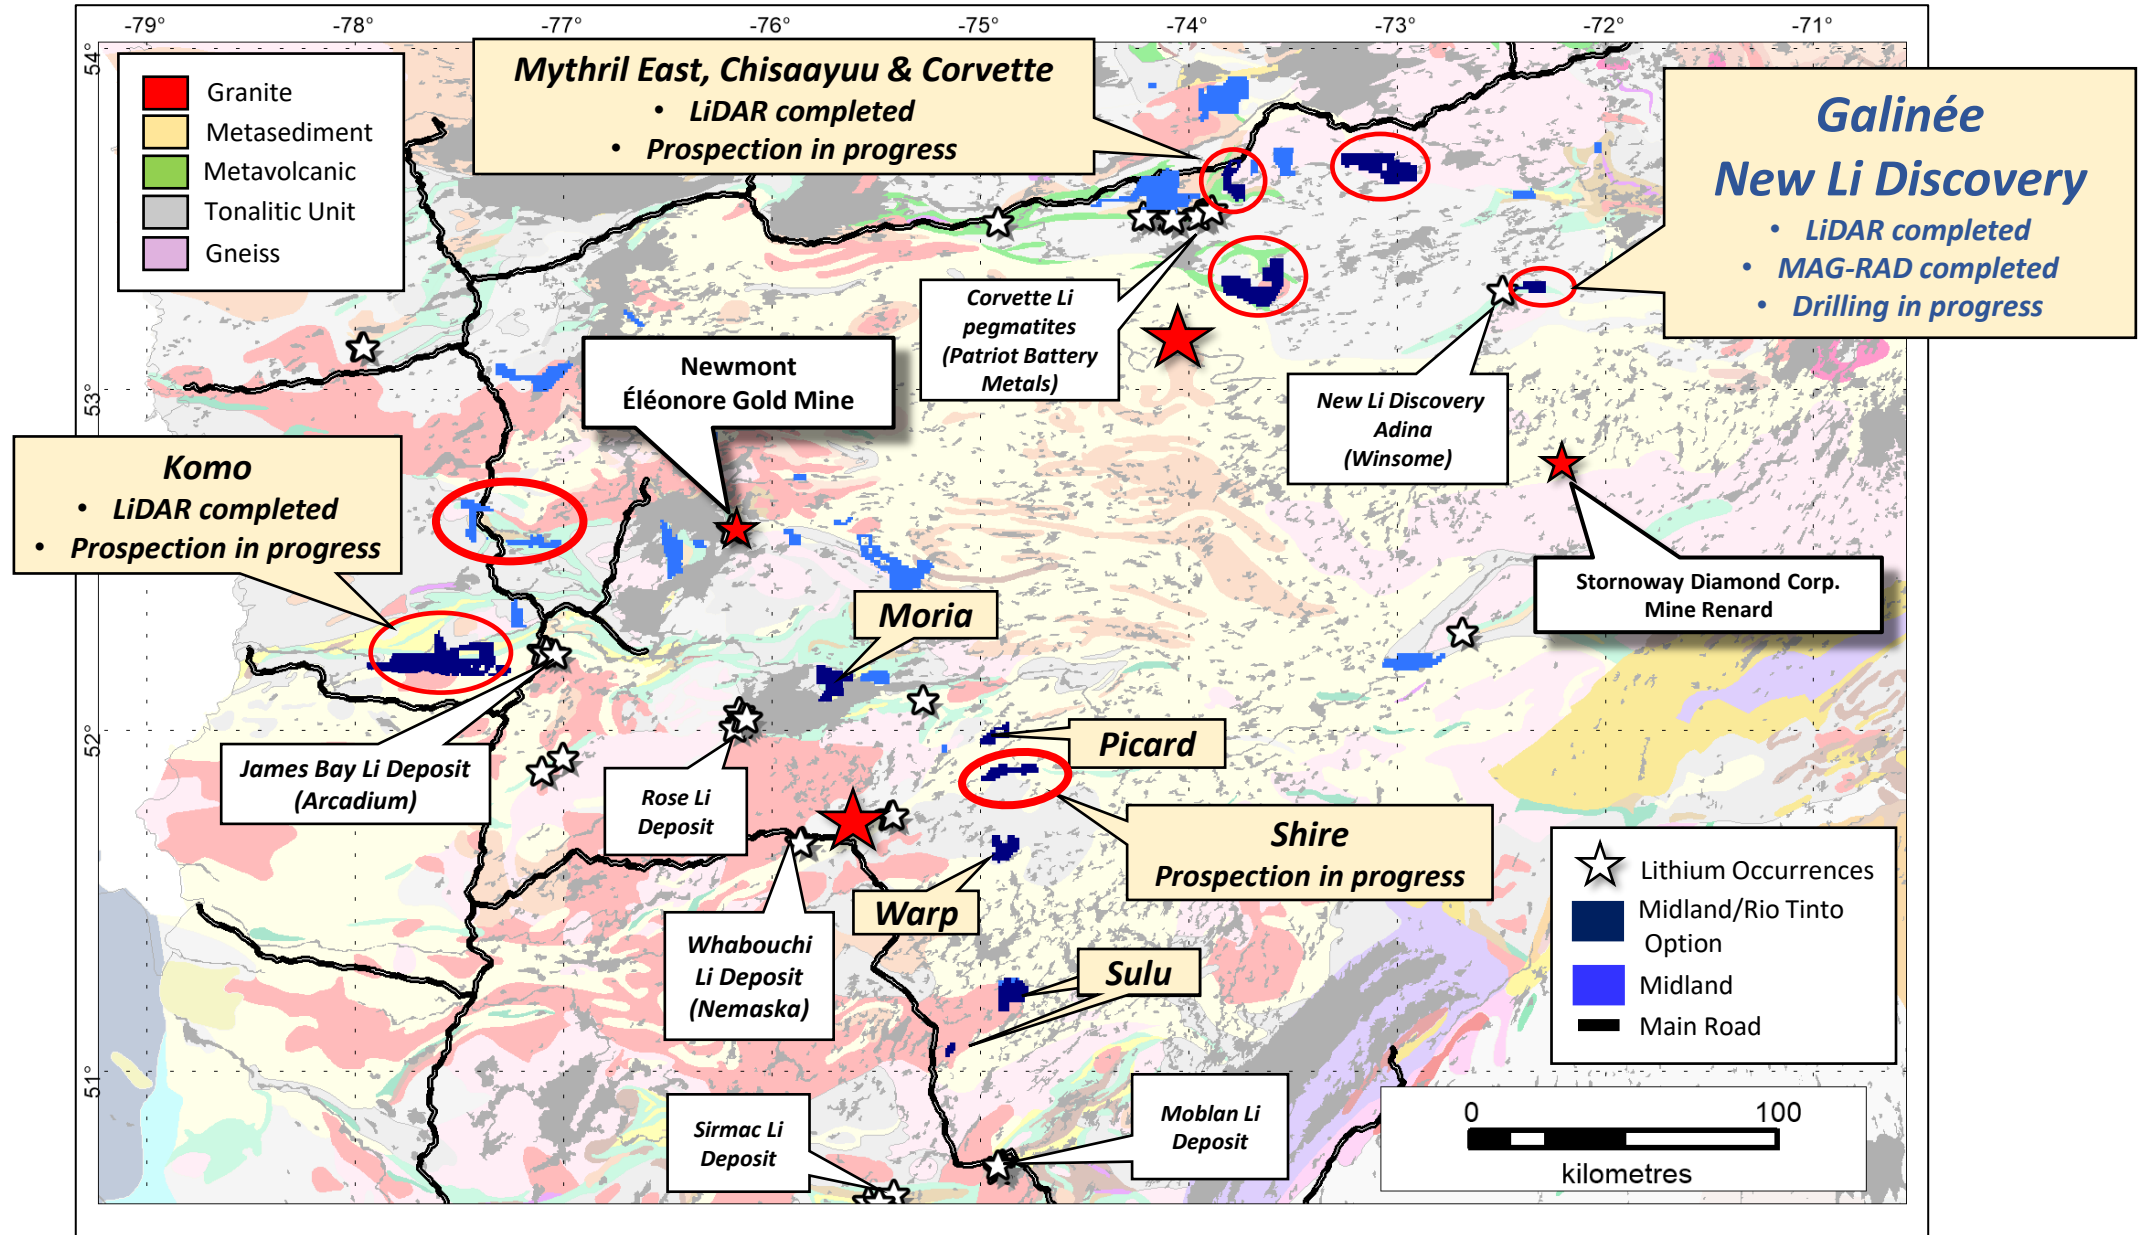 -79°
-78°
-77°
-76°
-75°
-74°
-73°
-72°
-71°
54°
53°
52°
51°
Granite
Metasediment
Metavolcanic
Tonalitic Unit
Gneiss
Mythril East, Chisaayuu & Corvette
• LiDAR completed
• Prospection in progress
Galinée
New Li Discovery
• LiDAR completed
• MAG-RAD completed
• Drilling in progress
Corvette Li
pegmatites
(Patriot Battery
Metals)
Newmont
Éléonore Gold Mine
New Li Discovery
Adina
(Winsome)
Komo
• LiDAR completed
• Prospection in progress
Stornoway Diamond Corp.
Mine Renard
Moria
Picard
James Bay Li Deposit
(Arcadium)
Rose Li
Deposit
Shire
Prospection in progress
Warp
Whabouchi
Li Deposit
(Nemaska)
Sulu
Sirmac Li
Deposit
Moblan Li
Deposit
Lithium Occurrences
Midland/Rio Tinto
Option
Midland
Main Road
0
100
kilometres